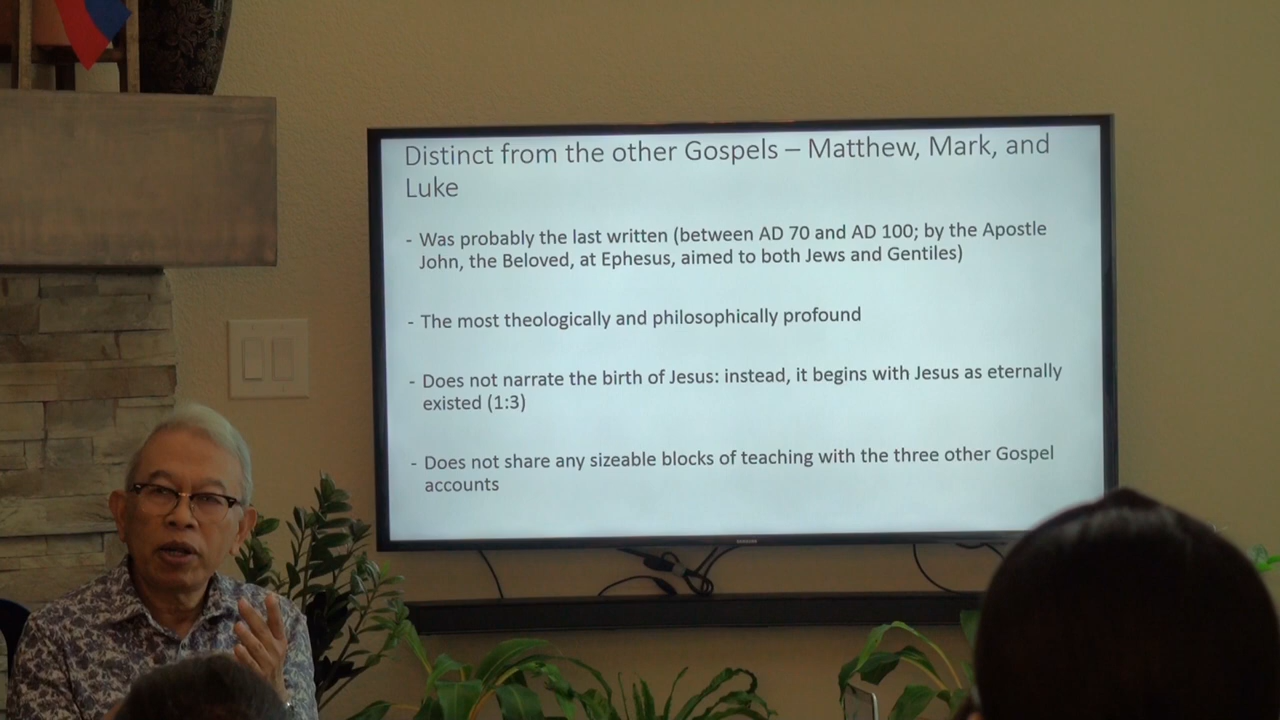 Distinct from the other Gospels – Matthew, Mark, and
Luke
- Was probably the last written (between AD 70 and AD 100; by the Apostle
John, the Beloved, at Ephesus, aimed to both Jews and Gentiles)
- The most theologically and philosophically profound
- Does not narrate the birth of Jesus: instead, it begins with Jesus as eternally
existed (1:3)
- Does not share any sizeable blocks of teaching with the three other Gospel
accounts
SAMSUNG